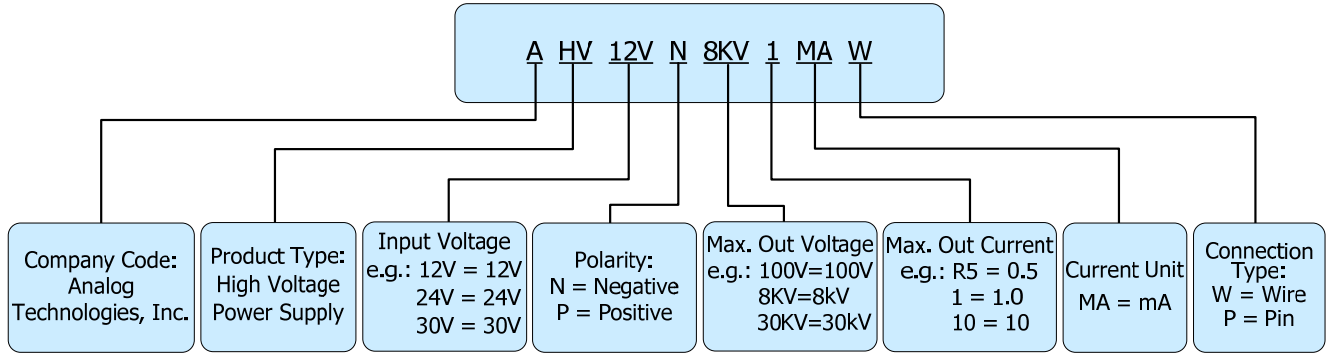 A HV 12V N 8KV 1 MA W
Company Code:
Analog
Technologies, Inc.
Product Type:
High Voltage
Power Supply
Input Voltage
e.g.: 12V = 12V
24V = 24V
30V = 30V
Polarity:
N = Negative
P = Positive
Max. Out Voltage
e.g.: 100V=100V
8KV=8kV
30KV=30kV
Max. Out Current
e.g.: R5 = 0.5
1 = 1.0
10 = 10
Current Unit
MA = mA
Connection
Type:
W = Wire
P = Pin